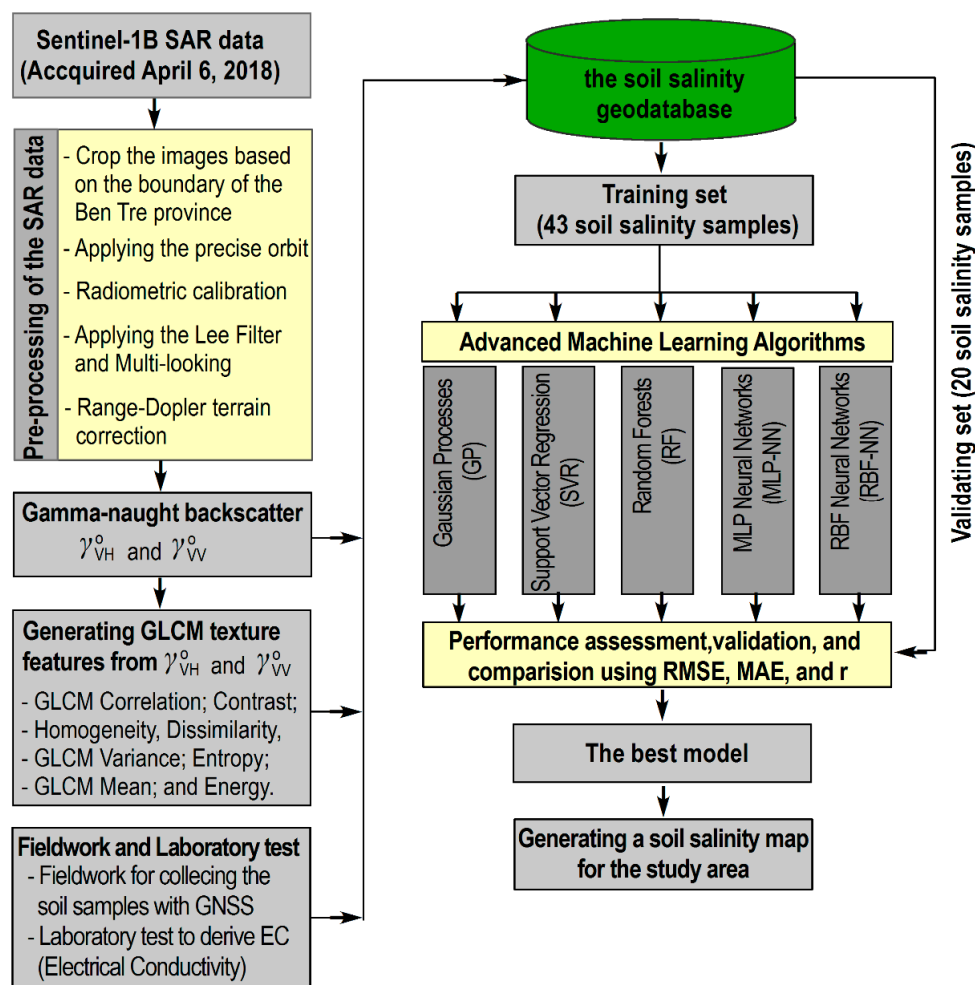 Sentinel-1B SAR data
(Accquired April 6, 2018)
Pre-processing of the SAR data
- Crop the images based
on the boundary of the
Ben Tre province
- Applying the precise orbit
- Radiometric calibration
- Applying the Lee Filter
and Multi-looking
- Range-Dopler terrain
correction
Gamma-naught backscatter
γ°VH and γ°VV
Generating GLCM texture
features from γ°VH and γ°VV
- GLCM Correlation; Contrast;
- Homogeneity, Dissimilarity,
- GLCM Variance; Entropy;
- GLCM Mean; and Energy.
Fieldwork and Laboratory test
- Fieldwork for collecing the
soil samples with GNSS
- Laboratory test to derive EC
(Electrical Conductivity)
the soil salinity
geodatabase
Training set
(43 soil salinity samples)
Advanced Machine Learning Algorithms
Gaussian Processes
(GP)
Support Vector Regression
(SVR)
Random Forests
(RF)
MLP Neural Networks
(MLP-NN)
RBF Neural Networks
(RBF-NN)
Performance assessment,validation, and
comparision using RMSE, MAE, and r
The best model
Generating a soil salinity map
for the study area
Validating set (20 soil salinity samples)